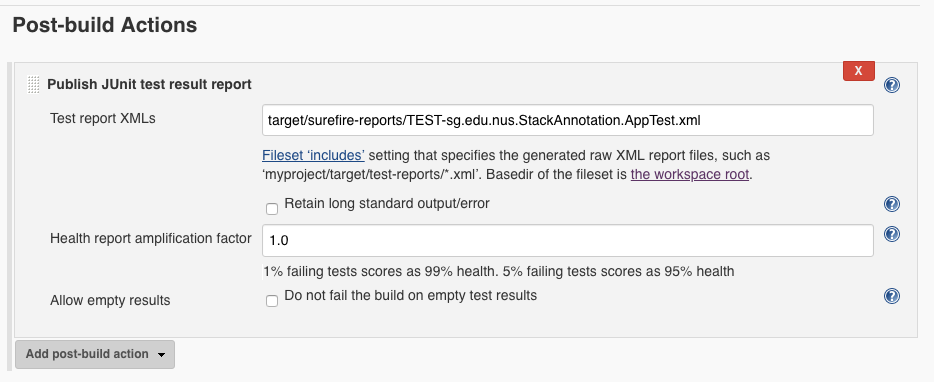 Post-build Actions
X
Publish JUnit test result report
?
Test report XMLs
target/surefire-reports/TEST-sg.edu.nus.StackAnnotation.AppTest.xml
Fileset ‘includes’ setting that specifies the generated raw XML report files, such as
‘myproject/target/test-reports/*.xml’. Basedir of the fileset is the workspace root.
Retain long standard output/error
?
Health report amplification factor
1.0
?
1% failing tests scores as 99% health. 5% failing tests scores as 95% health
Allow empty results
Do not fail the build on empty test results
?
Add post-build action